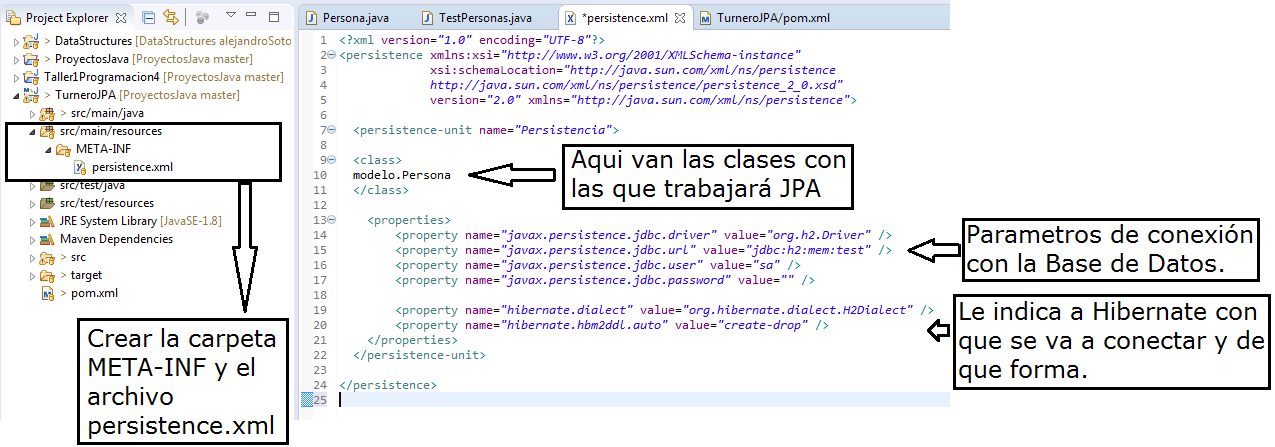 Project Explorer
> DataStructures [DataStructures alejandroSoto
> ProyectosJava [ProyectosJava master]
Taller1Programacion4 [ProyectosJava master]
> TurneroJPA [ProyectosJava master]
> src/main/java
src/main/resources
META-INF
persistence.xml
src/test/java
src/test/resources
JRE System Library [JavaSE-1.8]
Maven Dependencies
> src
> target
> pom.xml
Crear la carpeta
META-INF y el
archivo
persistence.xml
Persona.java
TestPersonas.java
*persistence.xml
TurneroJPA/pom.xml
1 <?xml version="1.0" encoding="UTF-8"?>
2 <persistence xmlns:xsi="http://www.w3.org/2001/XMLSchema-instance"
3 xsi:schemaLocation="http://java.sun.com/xml/ns/persistence
4 http://java.sun.com/xml/ns/persistence/persistence_2_0.xsd"
5 version="2.0" xmlns="http://java.sun.com/xml/ns/persistence">
6
7 <persistence-unit name="Persistencia">
8
9 <class>
10 modelo.Persona
11 </class>
12
13 <properties>
14 <property name="javax.persistence.jdbc.driver" value="org.h2.Driver" />
15 <property name="javax.persistence.jdbc.url" value="jdbc:h2:mem:test" />
16 <property name="javax.persistence.jdbc.user" value="sa" />
17 <property name="javax.persistence.jdbc.password" value="" />
18
19 <property name="hibernate.dialect" value="org.hibernate.dialect.H2Dialect" />
20 <property name="hibernate.hbm2ddl.auto" value="create-drop" />
21 </properties>
22 </persistence-unit>
23
24 </persistence>
25
Aqui van las clases con
las que trabajará JPA
Parametros de conexión
con la Base de Datos.
Le indica a Hibernate con
que se va a conectar y de
que forma.